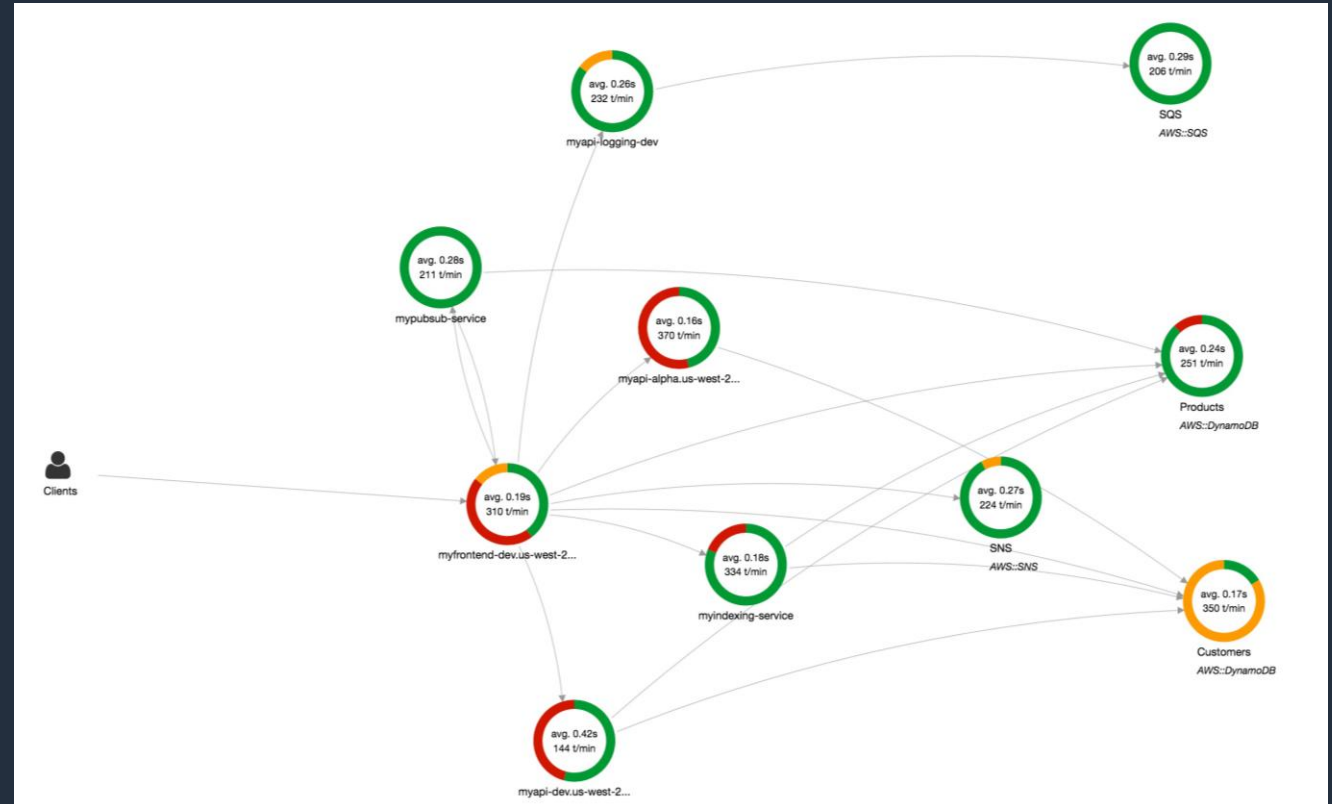 avg. 0.29s
206 t/min
SQS
AWS::SQS
avg. 0.26s
232 t/min
myapi-logging-dev
avg. 0.28s
211 t/min
mypubsub-service
avg. 0.16s
370 t/min
myapi-alpha.us-west-2...
avg. 0.24s
251 t/min
Products
AWS::DynamoDB
Clients
avg. 0.19s
310 t/min
myfrontend-dev.us-west-2...
avg. 0.27s
224 t/min
SNS
AWS::SNS
avg. 0.18s
334 t/min
myindexing-service
avg. 0.17s
350 t/min
Customers
AWS::DynamoDB
avg. 0.42s
144 t/min
myapi-dev.us-west-2...